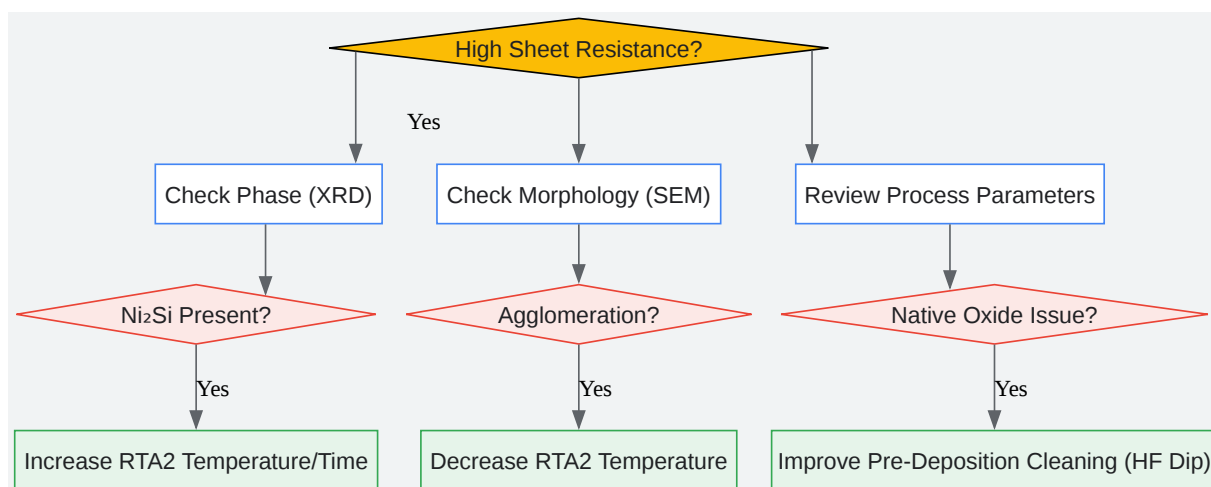 High Sheet Resistance?
Yes
Check Phase (XRD)
Check Morphology (SEM)
Review Process Parameters
Ni₂Si Present?
Agglomeration?
Native Oxide Issue?
Yes
Yes
Yes
Increase RTA2 Temperature/Time
Decrease RTA2 Temperature
Improve Pre-Deposition Cleaning (HF Dip)